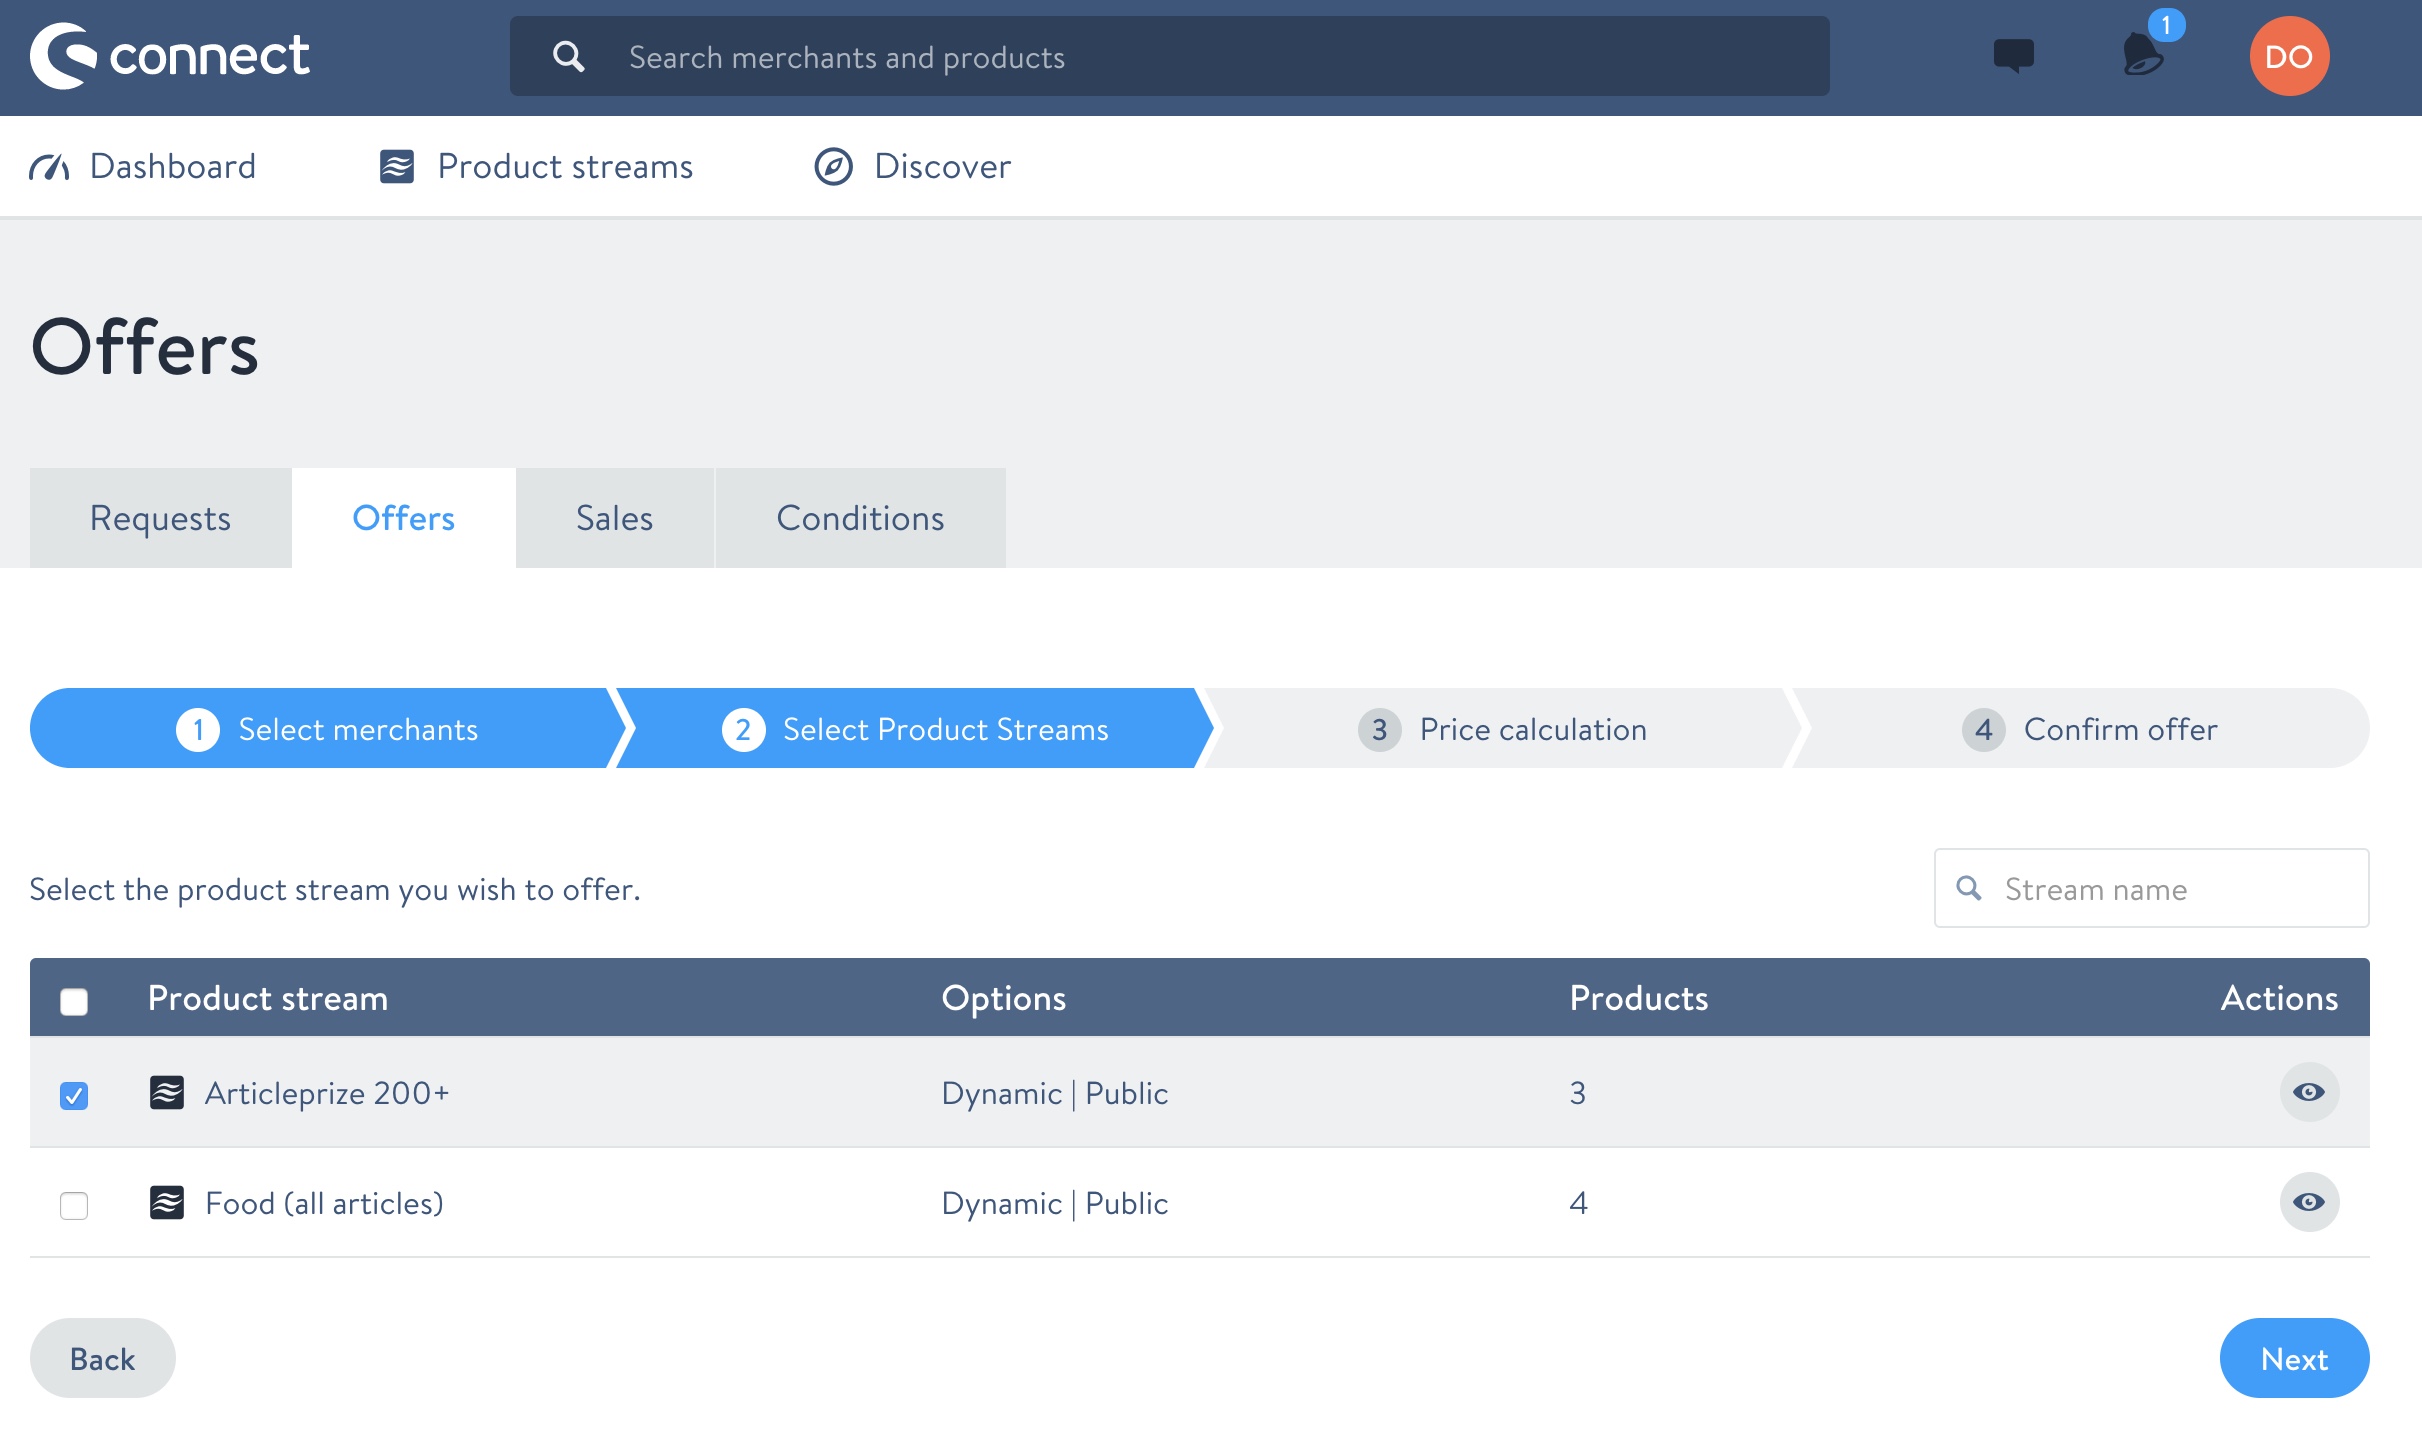 connect
Search merchants and products
1
DO
Dashboard
Product streams
Discover
Offers
Requests
Offers
Sales
Conditions
1 Select merchants
2 Select Product Streams
3 Price calculation
4 Confirm offer
Select the product stream you wish to offer.
Stream name
Product stream Options Products Actions
Articleprize 200+ Dynamic | Public 3
Food (all articles) Dynamic | Public 4
Back
Next